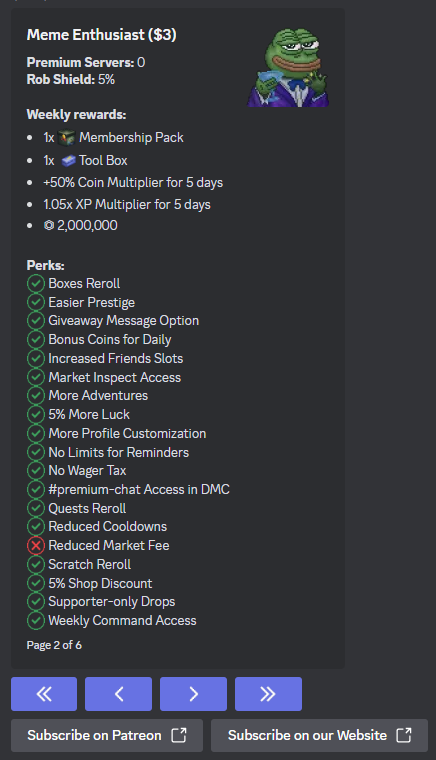 Meme Enthusiast ($3)
Premium Servers: 0
Rob Shield: 5%
Weekly rewards:
• 1x Membership Pack
• 1x Tool Box
• +50% Coin Multiplier for 5 days
• 1.05x XP Multiplier for 5 days
• 2,000,000
Perks:
Boxes Reroll
Easier Prestige
Giveaway Message Option
Bonus Coins for Daily
Increased Friends Slots
Market Inspect Access
More Adventures
5% More Luck
More Profile Customization
No Limits for Reminders
No Wager Tax
#premium-chat Access in DMC
Quests Reroll
Reduced Cooldowns
Reduced Market Fee
Scratch Reroll
5% Shop Discount
Supporter-only Drops
Weekly Command Access
Page 2 of 6
Subscribe on Patreon
Subscribe on our Website